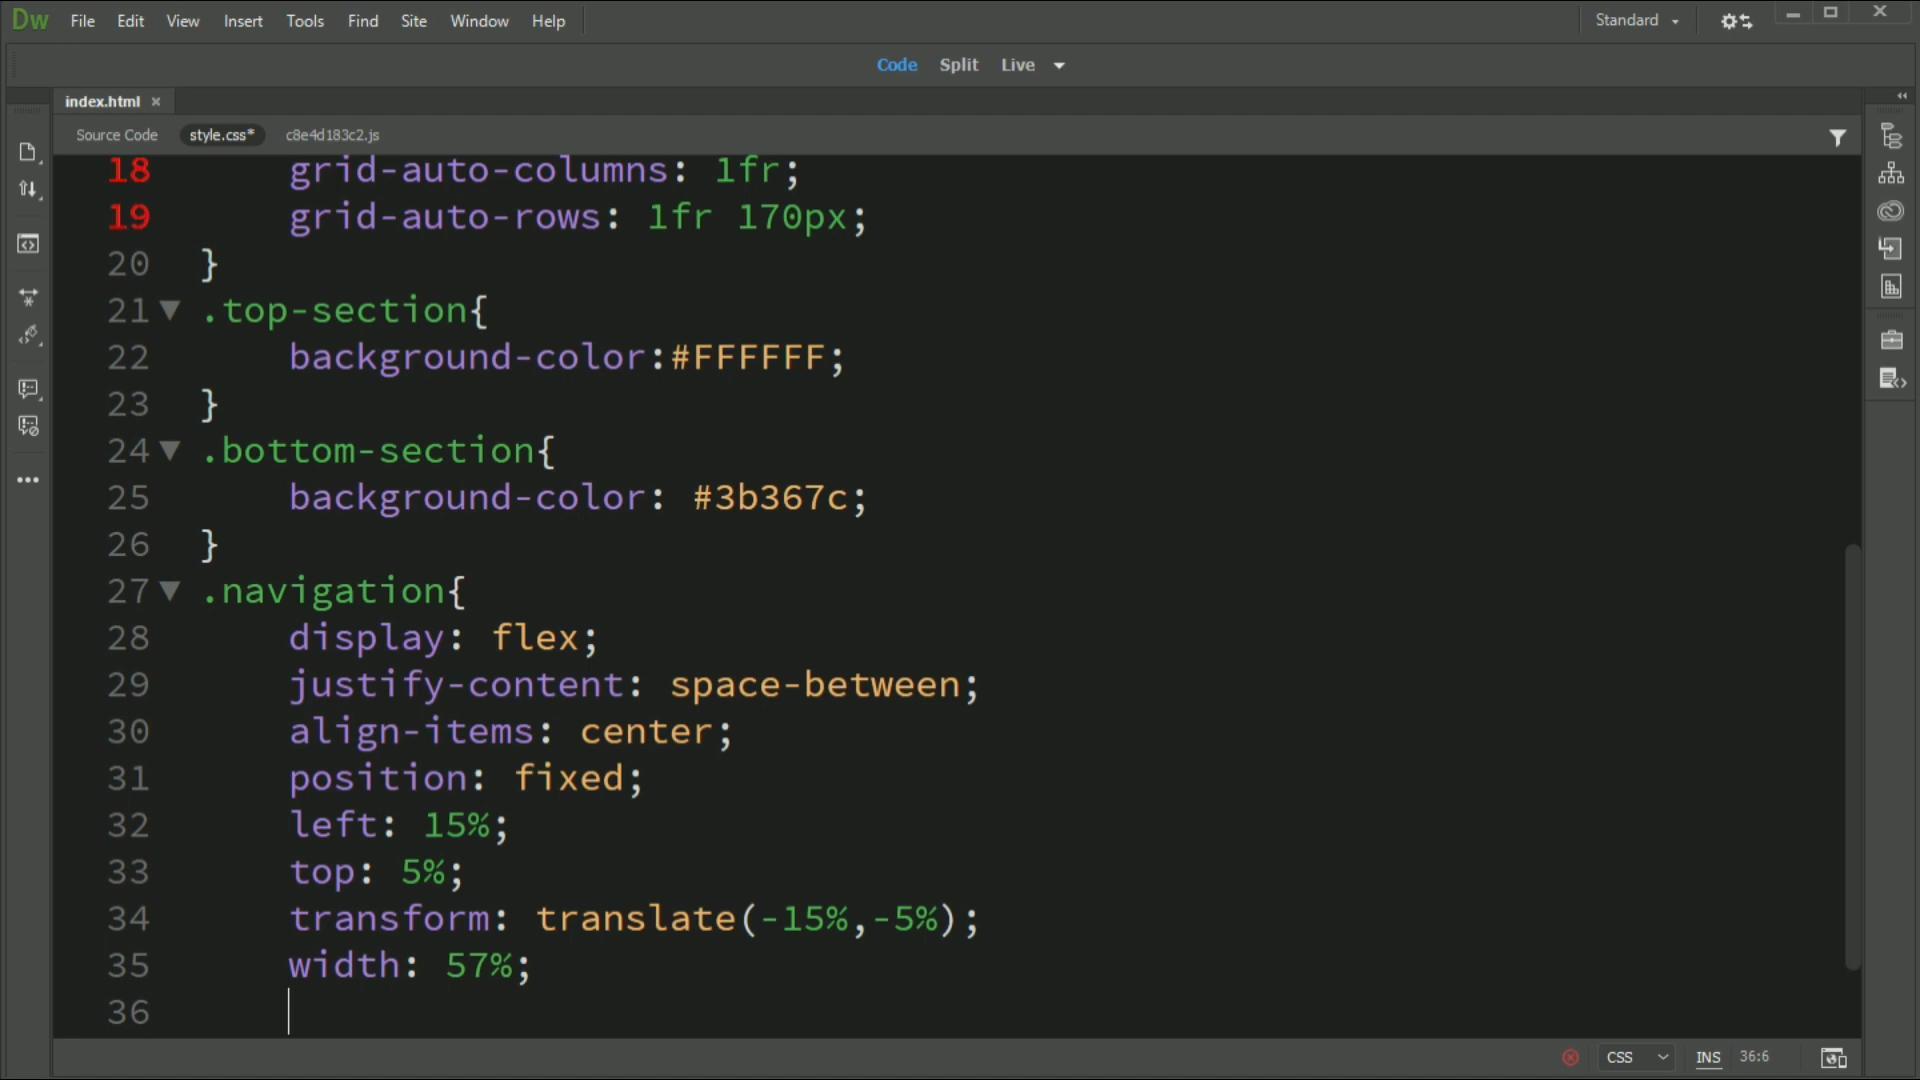 Dw File Edit View Insert Tools Find Site Window Help Standard
Code Split Live
index.html ×
Source Code style.css* c8e4d183c2.js
18 grid-auto-columns: 1fr;
19 grid-auto-rows: 1fr 170px;
20 }
21 .top-section{
22 background-color:#FFFFFF;
23 }
24 .bottom-section{
25 background-color: #3b367c;
26 }
27 .navigation{
28 display: flex;
29 justify-content: space-between;
30 align-items: center;
31 position: fixed;
32 left: 15%;
33 top: 5%;
34 transform: translate(-15%,-5%);
35 width: 57%;
36
CSS INS 36:6